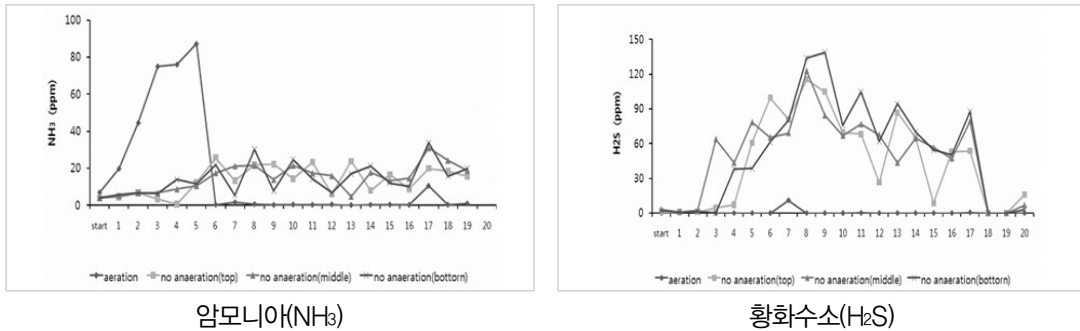 100
80
60
40
20
0
NH₃ (ppm)
start 1 2 3 4 5 6 7 8 9 10 11 12 13 14 15 16 17 18 19 20
aeration no anaeration(top) no anaeration(middle) no anaeration(bottorn)
암모니아(NH₃)
150
120
90
60
30
0
H2S (ppm)
start 1 2 3 4 5 6 7 8 9 10 11 12 13 14 15 16 17 18 19 20
aeration no anaeration(top) no anaeration(middle) no anaeration(bottorn)
황화수소(H₂S)